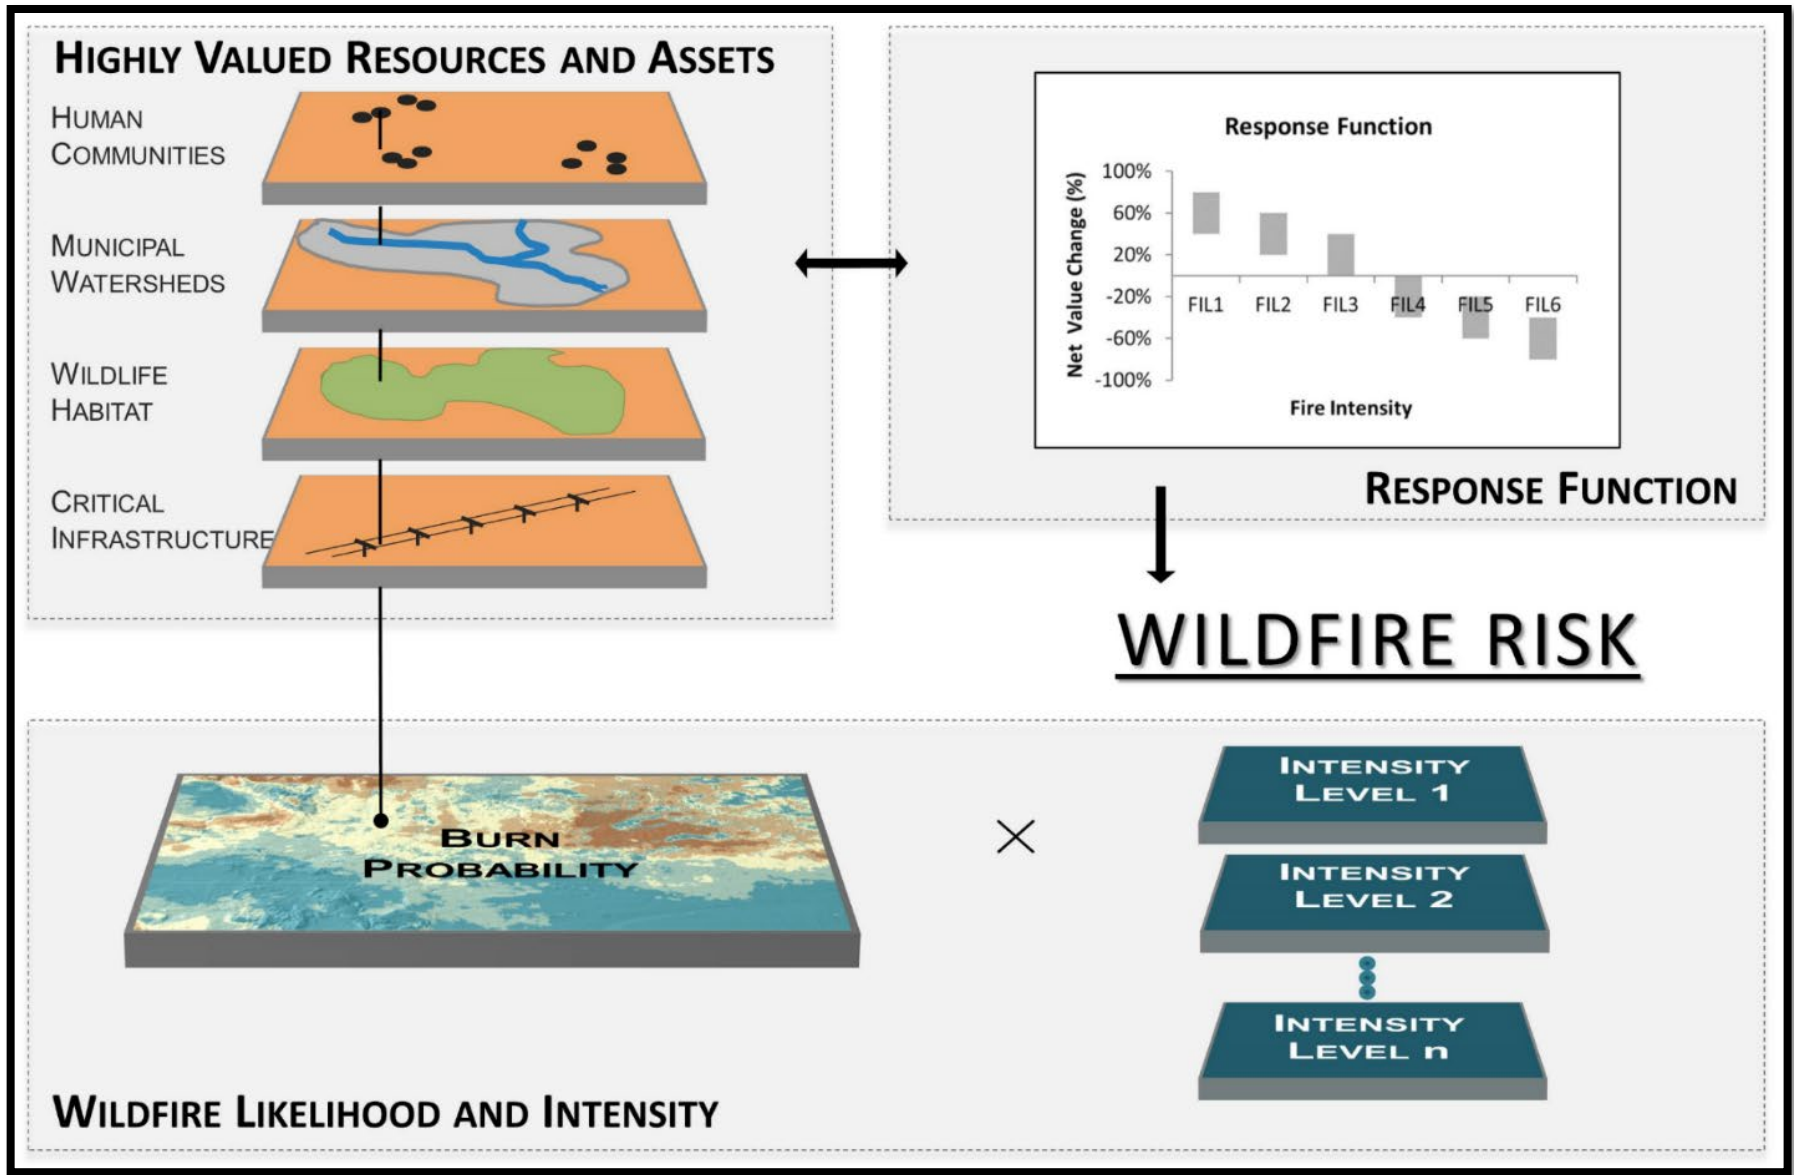 HIGHLY VALUED RESOURCES AND ASSETS
HUMAN
COMMUNITIES
MUNICIPAL
WATERSHEDS
WILDLIFE
HABITAT
CRITICAL
INFRASTRUCTURE
Response Function
Net Value Change (%)
100%
60%
20%
-20%
-60%
-100%
FIL1 FIL2 FIL3 FIL4 FIL5 FIL6
Fire Intensity
RESPONSE FUNCTION
WILDFIRE RISK
BURN
PROBABILITY
×
INTENSITY
LEVEL 1
INTENSITY
LEVEL 2
INTENSITY
LEVEL n
WILDFIRE LIKELIHOOD AND INTENSITY